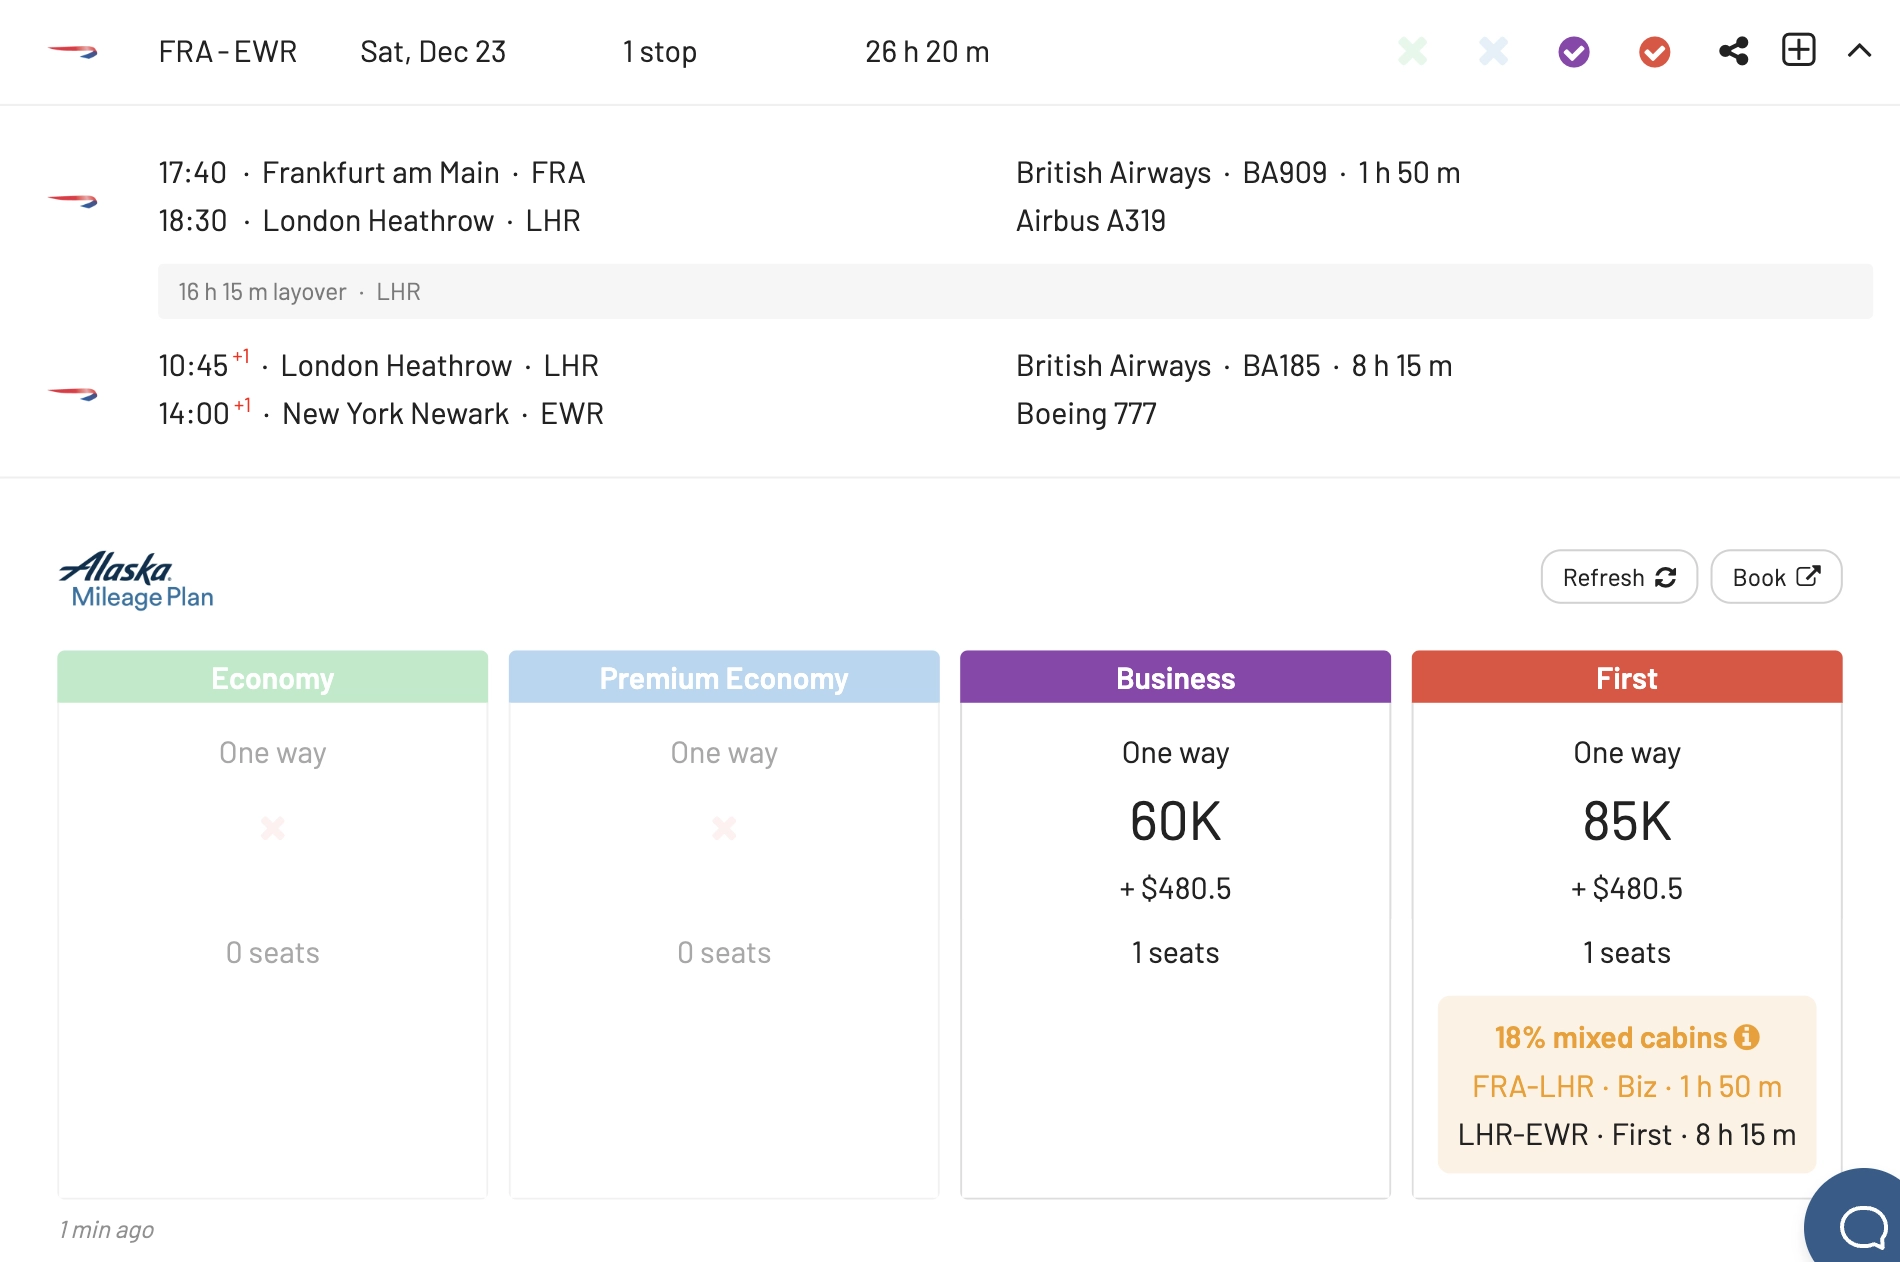 FRA - EWR Sat, Dec 23 1 stop 26 h 20 m
17:40 · Frankfurt am Main · FRA British Airways · BA909 · 1 h 50 m
18:30 · London Heathrow · LHR Airbus A319
16 h 15 m layover · LHR
10:45 +1 · London Heathrow · LHR British Airways · BA185 · 8 h 15 m
14:00 +1 · New York Newark · EWR Boeing 777
Alaska
Mileage Plan
Refresh Book
Economy Premium Economy Business First
One way One way One way One way
60K 85K
+ $480.5 + $480.5
0 seats 0 seats 1 seats 1 seats
18% mixed cabins
FRA-LHR · Biz · 1 h 50 m
LHR-EWR · First · 8 h 15 m
1 min ago